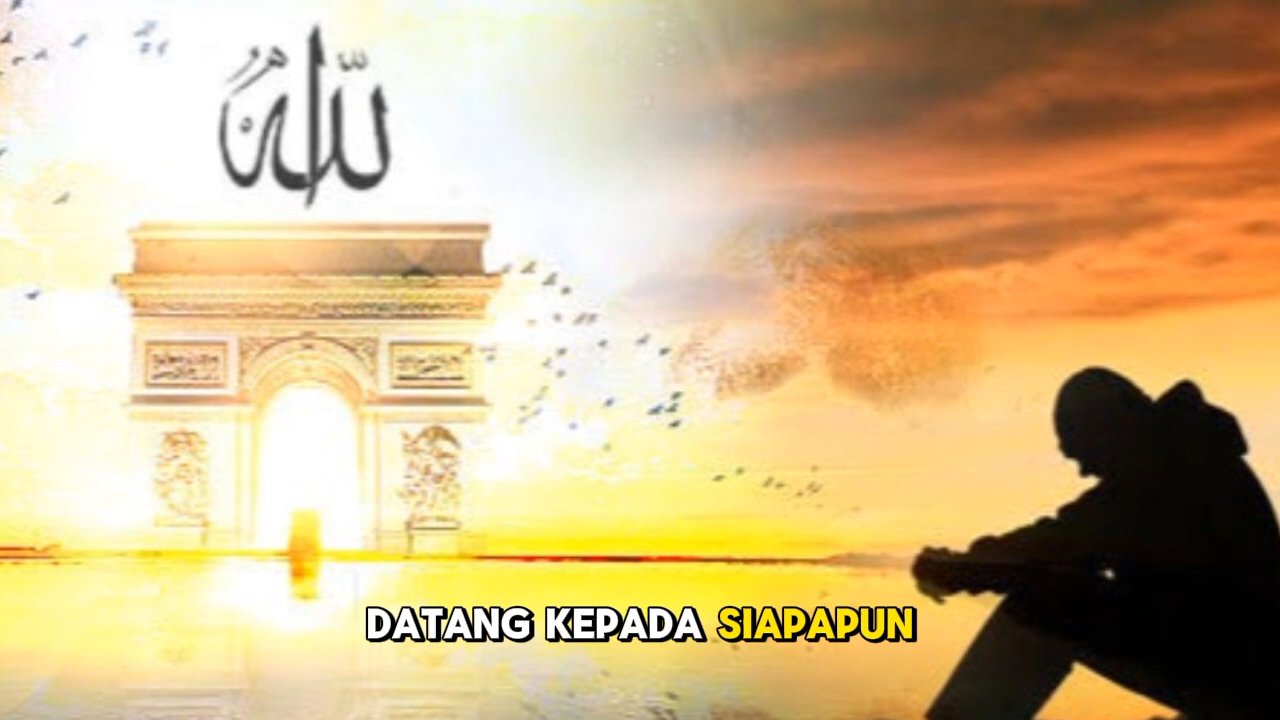 الله
DATANG KEPADA SIAPAPUN